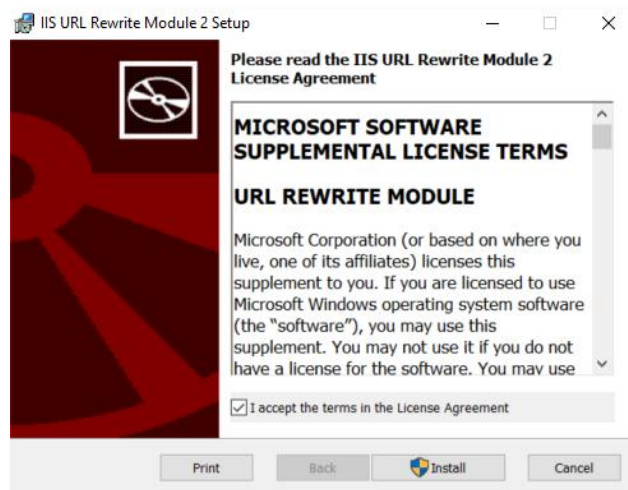 IIS URL Rewrite Module 2 Setup
Please read the IIS URL Rewrite Module 2
License Agreement
MICROSOFT SOFTWARE
SUPPLEMENTAL LICENSE TERMS
URL REWRITE MODULE
Microsoft Corporation (or based on where you
live, one of its affiliates) licenses this
supplement to you. If you are licensed to use
Microsoft Windows operating system software
(the “software”), you may use this
supplement. You may not use it if you do not
have a license for the software. You may use
I accept the terms in the License Agreement
Print Back Install Cancel